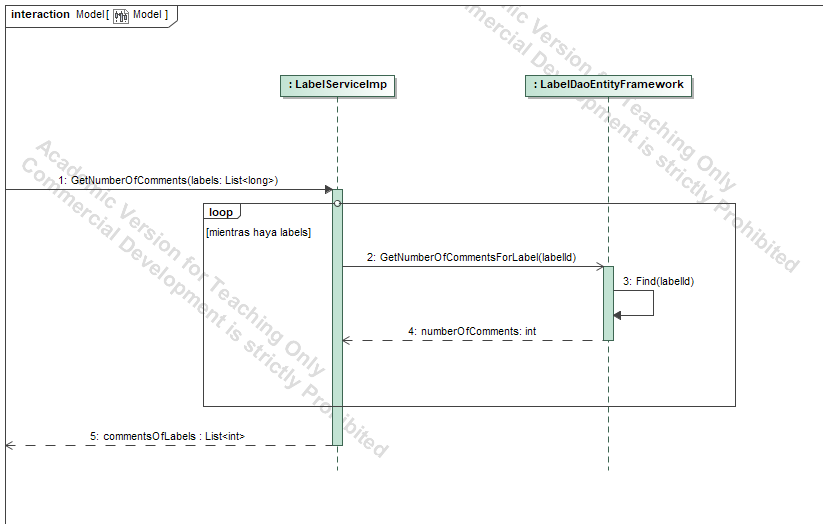 interaction Model[ Model ]
: LabelServiceImp
: LabelDaoEntityFramework
1: GetNumberOfComments(labels: List<long>)
loop
[mientras haya labels]
2: GetNumberOfCommentsForLabel(labelId)
3: Find(labelId)
4: numberOfComments: int
5: commentsOfLabels : List<int>
Academic Version for Teaching Only
Commercial Development is strictly Prohibited
Academic Version for Teaching Only
Commercial Development is strictly Prohibited